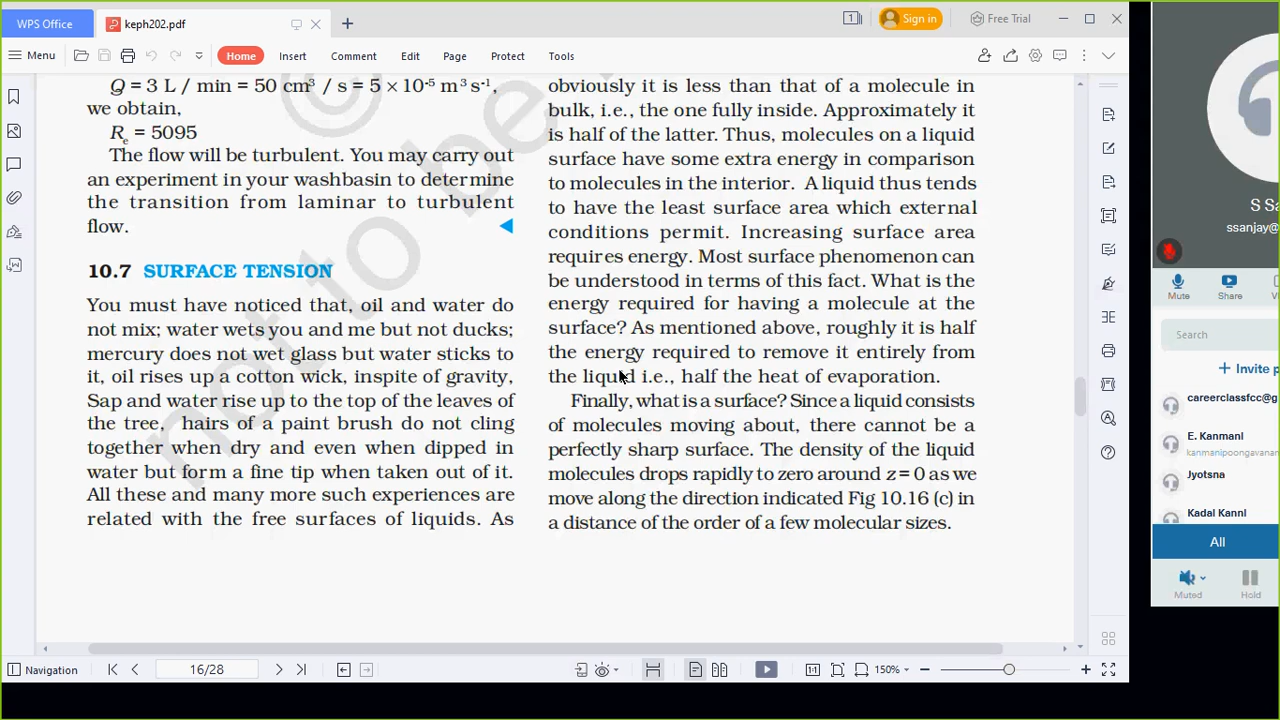 WPS Office
keph202.pdf
1
Sign in
Free Trial
Menu
Home
Insert
Comment
Edit
Page
Protect
Tools
Q = 3 L / min = 50 cm³ / s = 5 × 10⁻⁵ m³ s⁻¹,
we obtain,
Re = 5095
The flow will be turbulent. You may carry out
an experiment in your washbasin to determine
the transition from laminar to turbulent
flow.
10.7 SURFACE TENSION
You must have noticed that, oil and water do
not mix; water wets you and me but not ducks;
mercury does not wet glass but water sticks to
it, oil rises up a cotton wick, inspite of gravity,
Sap and water rise up to the top of the leaves of
the tree, hairs of a paint brush do not cling
together when dry and even when dipped in
water but form a fine tip when taken out of it.
All these and many more such experiences are
related with the free surfaces of liquids. As
obviously it is less than that of a molecule in
bulk, i.e., the one fully inside. Approximately it
is half of the latter. Thus, molecules on a liquid
surface have some extra energy in comparison
to molecules in the interior. A liquid thus tends
to have the least surface area which external
conditions permit. Increasing surface area
requires energy. Most surface phenomenon can
be understood in terms of this fact. What is the
energy required for having a molecule at the
surface? As mentioned above, roughly it is half
the energy required to remove it entirely from
the liquid i.e., half the heat of evaporation.
Finally, what is a surface? Since a liquid consists
of molecules moving about, there cannot be a
perfectly sharp surface. The density of the liquid
molecules drops rapidly to zero around z = 0 as we
move along the direction indicated Fig 10.16 (c) in
a distance of the order of a few molecular sizes.
©
not to be
Navigation
16/28
150%
S Sa
ssanjay@
Mute
Share
Search
+ Invite p
careerclassfcc@g
E. Kanmani
kanmanipoongavanan
Jyotsna
Kadal Kannl
All
Muted
Hold